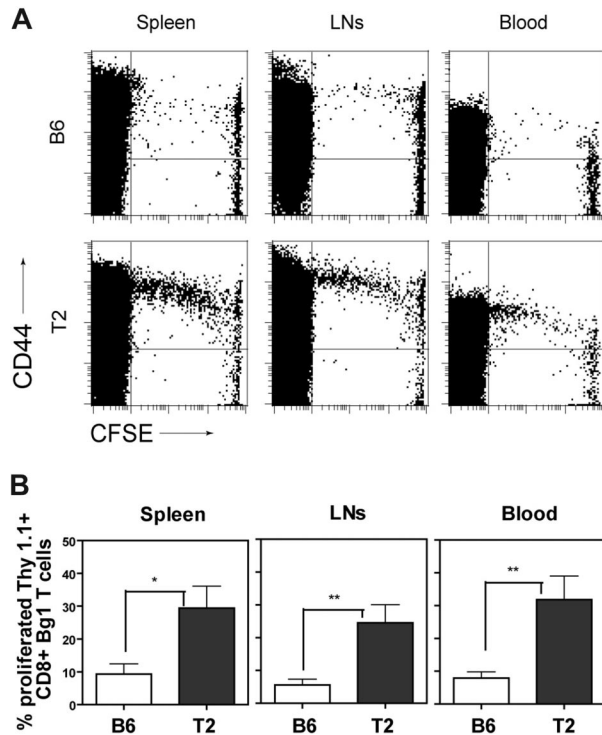 A
Spleen LNs Blood
B6
T2
CD44
CFSE
B
Spleen LNs Blood
% proliferated Thy 1.1+
CD8+ Bg1 T cells
50
40
30
20
10
0
* ** **
B6 T2 B6 T2 B6 T2